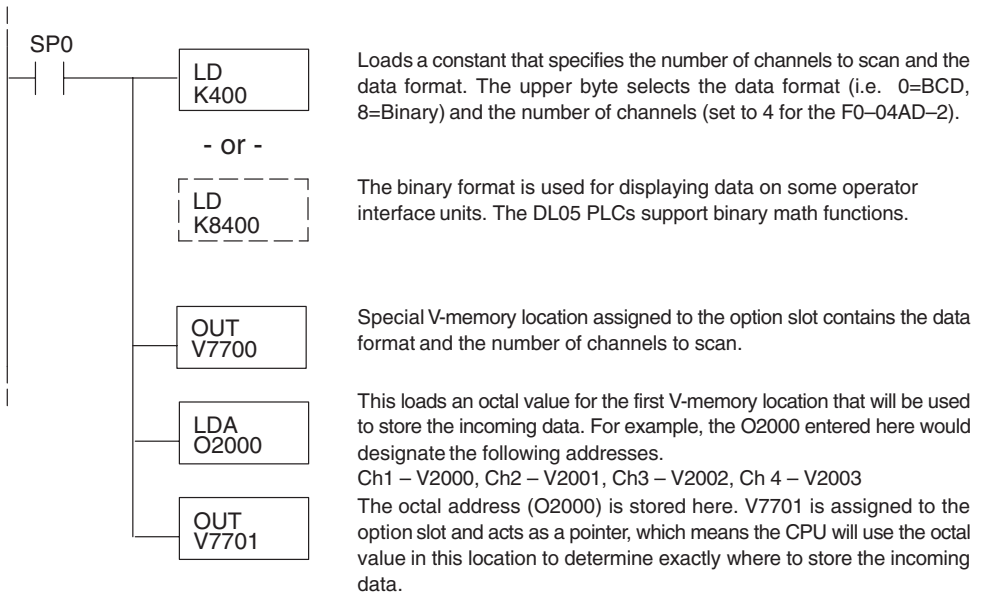 SP0
LD
K400
Loads a constant that specifies the number of channels to scan and the
data format. The upper byte selects the data format (i.e. 0=BCD,
8=Binary) and the number of channels (set to 4 for the F0–04AD–2).
- or -
LD
K8400
The binary format is used for displaying data on some operator
interface units. The DL05 PLCs support binary math functions.
OUT
V7700
Special V-memory location assigned to the option slot contains the data
format and the number of channels to scan.
LDA
O2000
This loads an octal value for the first V-memory location that will be used
to store the incoming data. For example, the O2000 entered here would
designate the following addresses.
Ch1 – V2000, Ch2 – V2001, Ch3 – V2002, Ch 4 – V2003
OUT
V7701
The octal address (O2000) is stored here. V7701 is assigned to the
option slot and acts as a pointer, which means the CPU will use the octal
value in this location to determine exactly where to store the incoming
data.